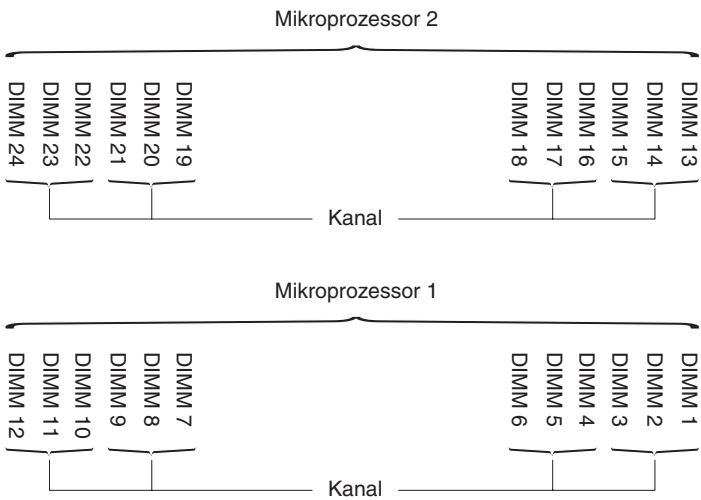 Mikroprozessor 2
DIMM 24
DIMM 23
DIMM 22
DIMM 21
DIMM 20
DIMM 19
DIMM 18
DIMM 17
DIMM 16
DIMM 15
DIMM 14
DIMM 13
Kanal
Mikroprozessor 1
DIMM 12
DIMM 11
DIMM 10
DIMM 9
DIMM 8
DIMM 7
DIMM 6
DIMM 5
DIMM 4
DIMM 3
DIMM 2
DIMM 1
Kanal